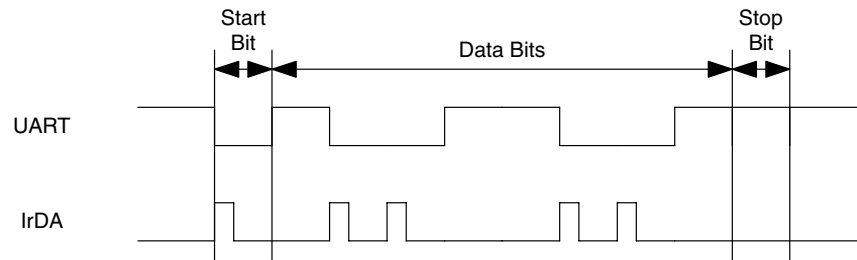 Start
Bit
Data Bits
Stop
Bit
UART
IrDA